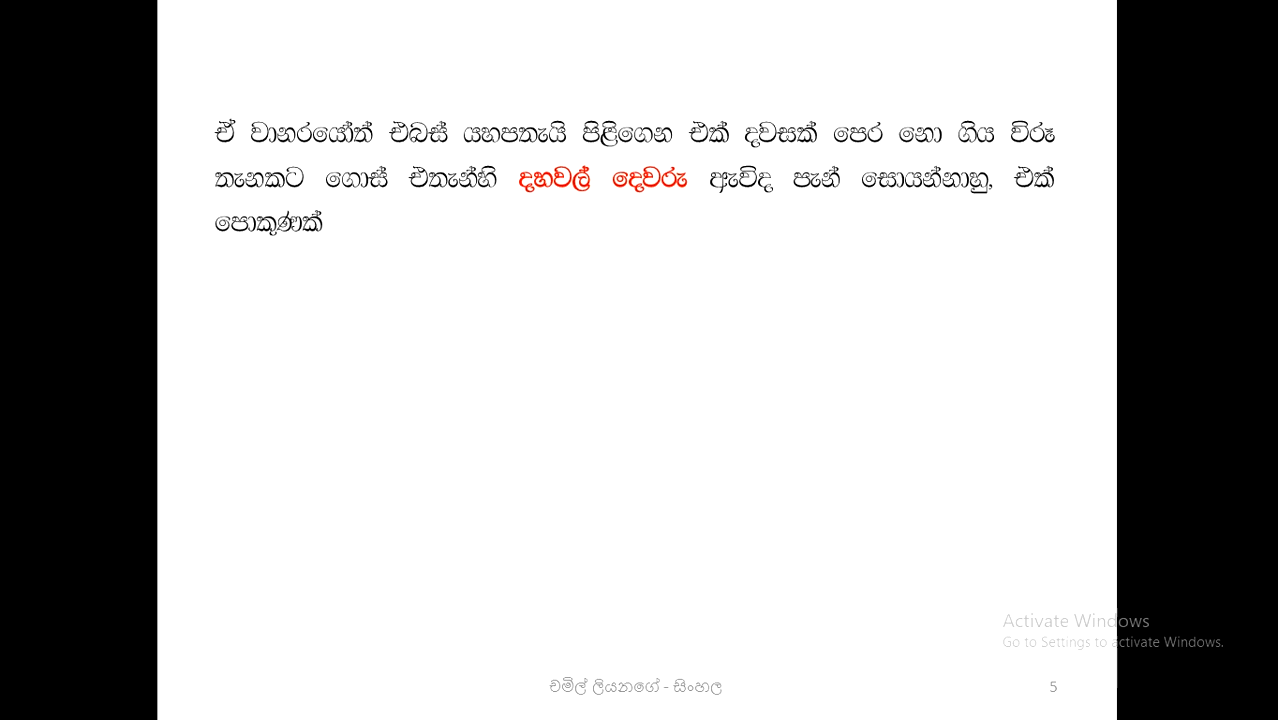 ඒ වානරයෝත් එබස් යහපතැයි පිළිගෙන එක් දවසක් පෙර නො ගිය විරූ
තැනකට ගොස් එතැන්හි දහවල් දෙවරු ඇවිද පැන් සොයන්නාහු, එක්
පොකුණක්
Activate Windows
Go to Settings to activate Windows.
චමිල් ලියනගේ - සිංහල
5